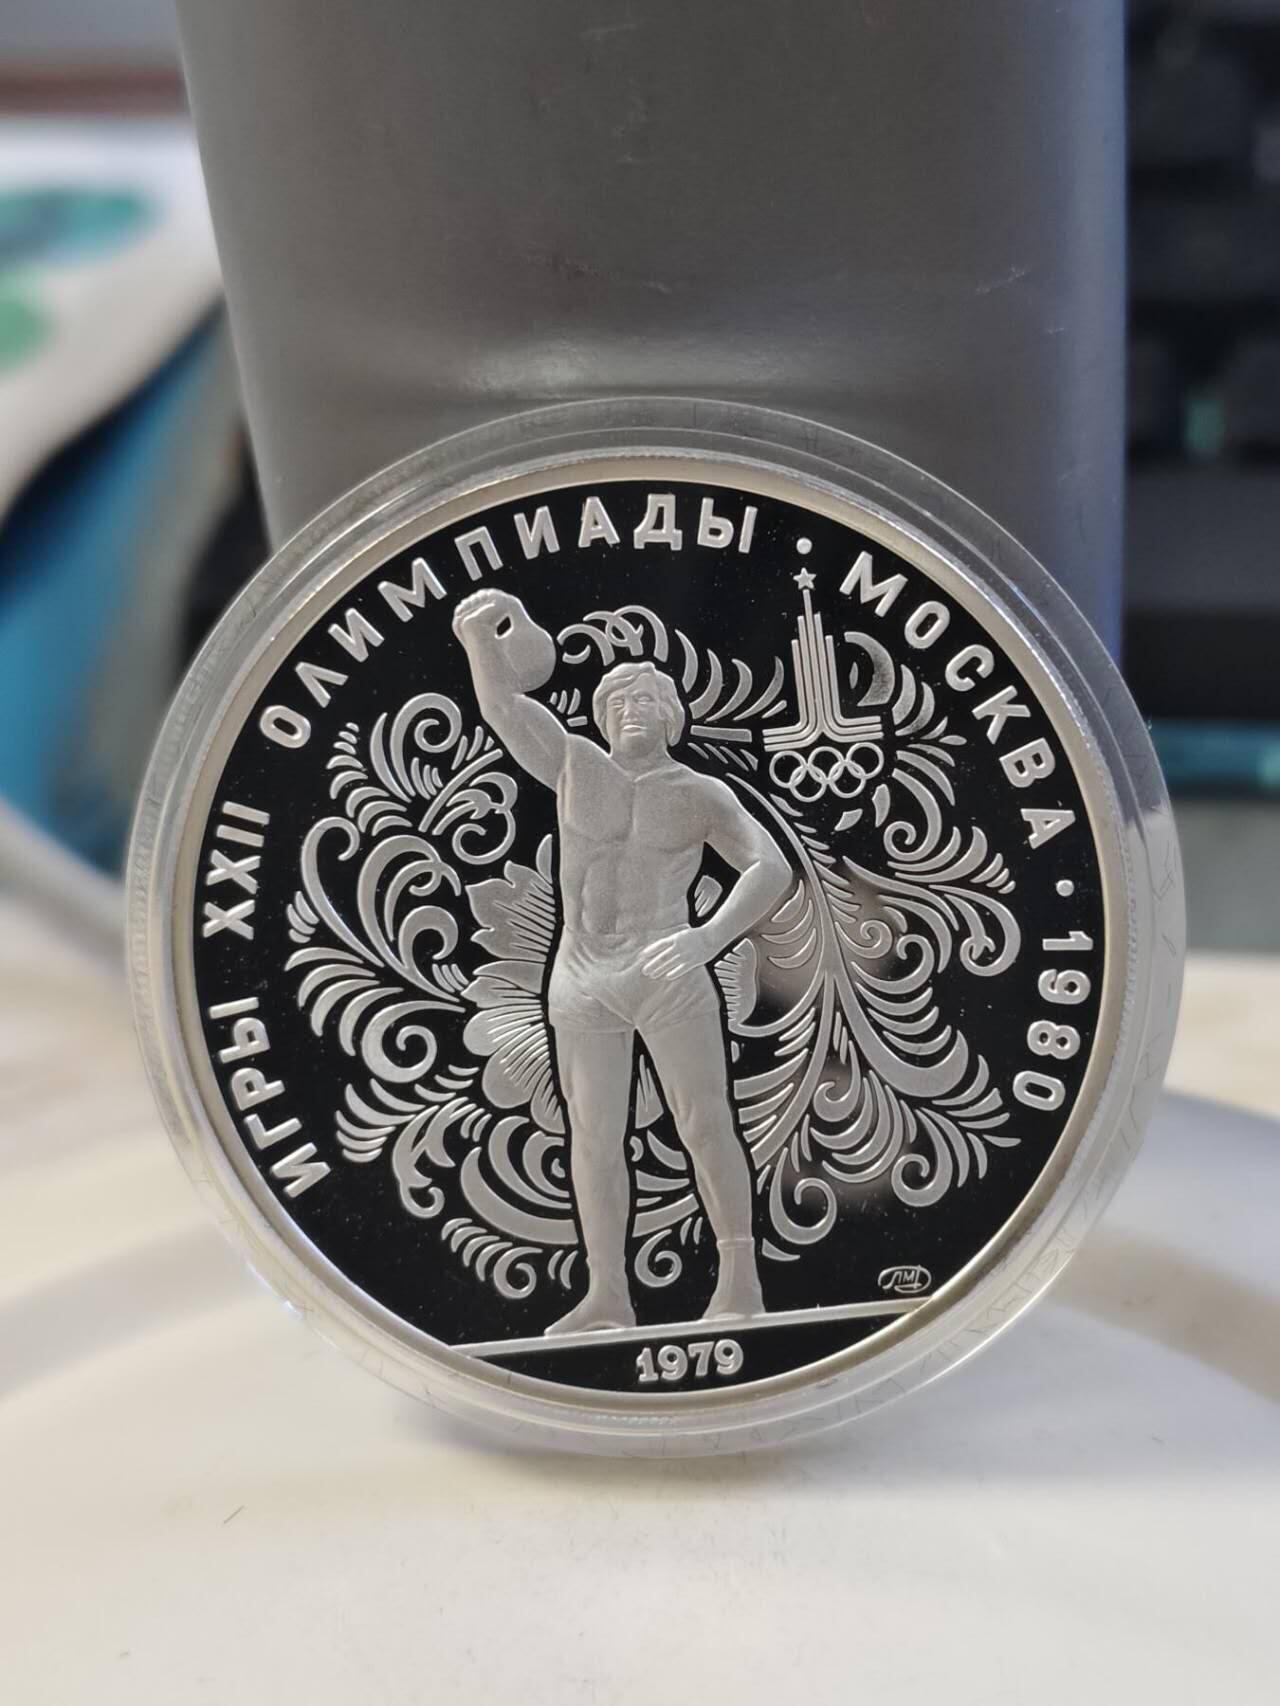 ИГРЫ XXII ОЛИМПИАДЫ · МОСКВА · 1980
ЛМД
1979